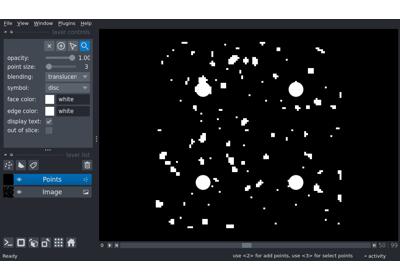 File View Window Plugins Help
layer controls
opacity: 1.00
point size: 3
blending: translucen
symbol: disc
face color: white
edge color: white
display text:
out of slice:
layer list
Points
Image
50 99
Ready use <2> for add points, use <3> for select points activity